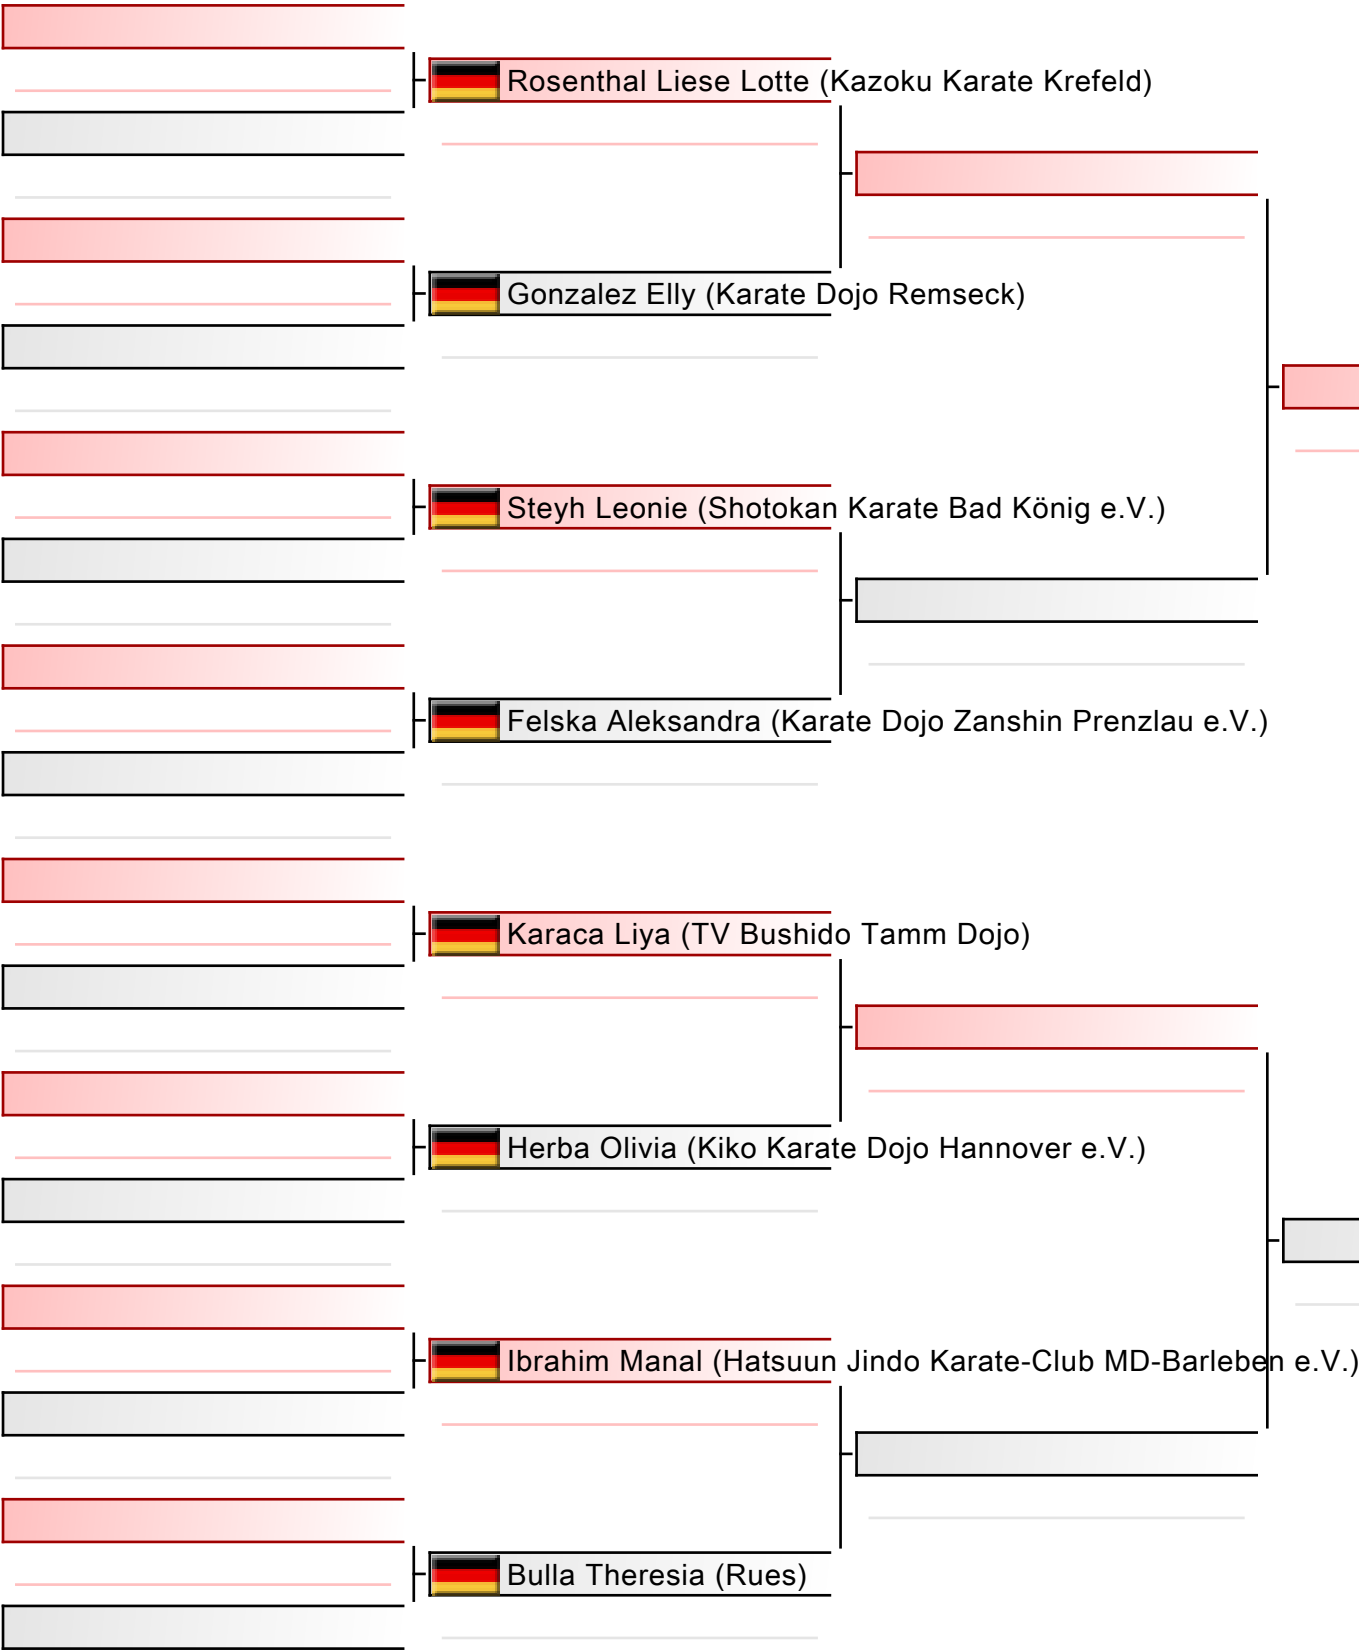 Rosenthal Liese Lotte (Kazoku Karate Krefeld)
Gonzalez Elly (Karate Dojo Remseck)
Steyh Leonie (Shotokan Karate Bad König e.V.)
Felska Aleksandra (Karate Dojo Zanshin Prenzlau e.V.)
Karaca Liya (TV Bushido Tamm Dojo)
Herba Olivia (Kiko Karate Dojo Hannover e.V.)
Ibrahim Manal (Hatsuun Jindo Karate-Club MD-Barleben e.V.)
Bulla Theresia (Rues)